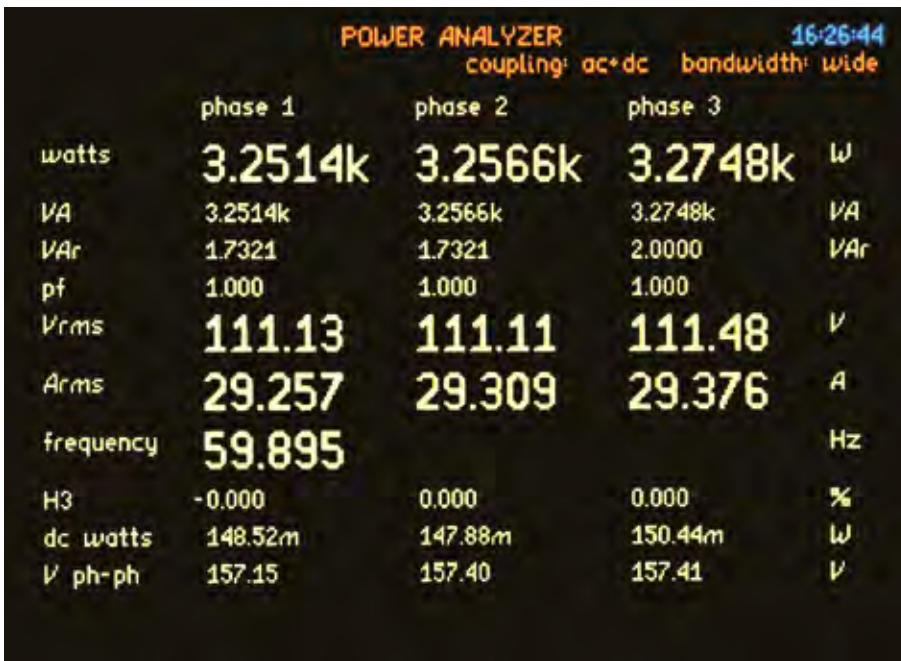 POWER ANALYZER 16:26:44
coupling: ac+dc bandwidth: wide
phase 1 phase 2 phase 3
watts 3.2514k 3.2566k 3.2748k W
VA 3.2514k 3.2566k 3.2748k VA
VAr 1.7321 1.7321 2.0000 VAr
pf 1.000 1.000 1.000
Vrms 111.13 111.11 111.48 V
Arms 29.257 29.309 29.376 A
frequency 59.895 Hz
H3 -0.000 0.000 0.000 %
dc watts 148.52m 147.88m 150.44m W
V ph-ph 157.15 157.40 157.41 V